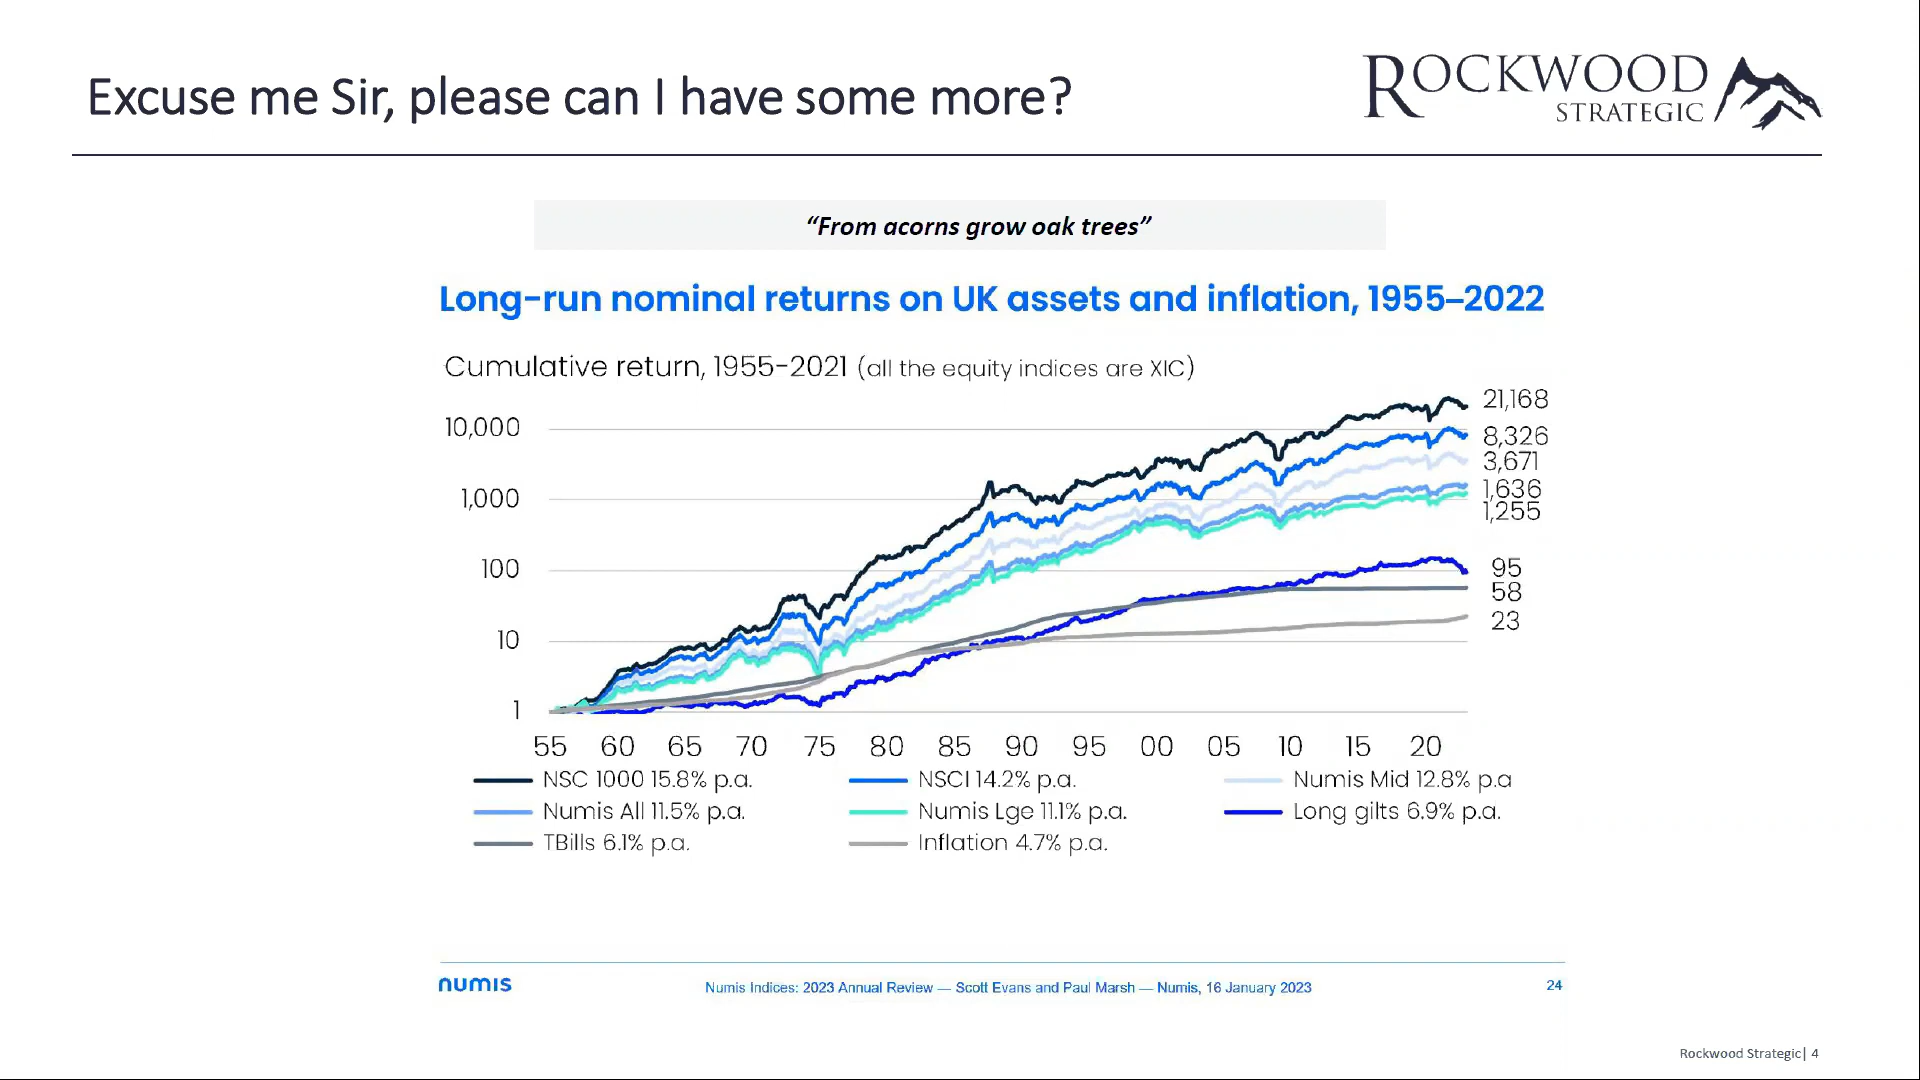 Excuse me Sir, please can I have some more?
ROCKWOOD
STRATEGIC
“From acorns grow oak trees”
Long-run nominal returns on UK assets and inflation, 1955–2022
Cumulative return, 1955-2021 (all the equity indices are XIC)
10,000
1,000
100
10
1
21,168
8,326
3,671
1,636
1,255
95
58
23
55 60 65 70 75 80 85 90 95 00 05 10 15 20
NSC 1000 15.8% p.a. NSCI 14.2% p.a. Numis Mid 12.8% p.a
Numis All 11.5% p.a. Numis Lge 11.1% p.a. Long gilts 6.9% p.a.
TBills 6.1% p.a. Inflation 4.7% p.a.
numis Numis Indices: 2023 Annual Review — Scott Evans and Paul Marsh — Numis, 16 January 2023 24
Rockwood Strategic| 4